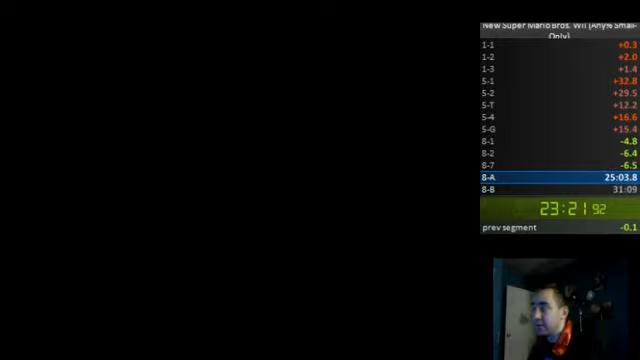 New Super Mario Bros. Wii (Any% Small-
Only)
1-1 +0.3
1-2 +2.0
1-3 +1.4
5-1 +32.8
5-2 +29.5
5-T +12.2
5-4 +16.6
5-G +15.4
8-1 -4.8
8-2 -6.4
8-7 -6.5
8-A 25:03.8
8-B 31:09
23:21 92
prev segment -0.1